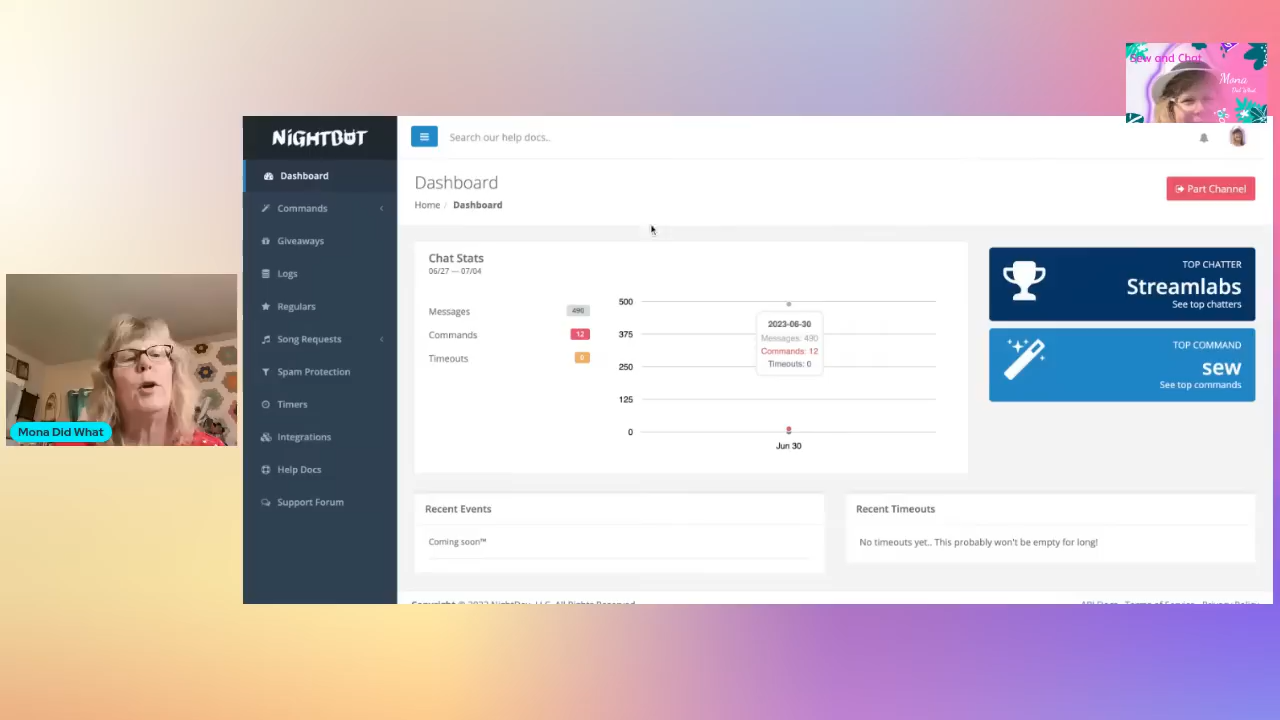 Sew and Chat
Mona
Did What
NIGHTBOT
Search our help docs..
Dashboard
Commands
Giveaways
Logs
Regulars
Song Requests
Spam Protection
Timers
Integrations
Help Docs
Support Forum
Dashboard
Home / Dashboard
Part Channel
Chat Stats
06/27 — 07/04
Messages 490
Commands 12
Timeouts 0
500
375
250
125
0
2023-06-30
Messages: 490
Commands: 12
Timeouts: 0
Jun 30
TOP CHATTER
Streamlabs
See top chatters
TOP COMMAND
sew
See top commands
Mona Did What
Recent Events
Coming soon™
Recent Timeouts
No timeouts yet.. This probably won't be empty for long!